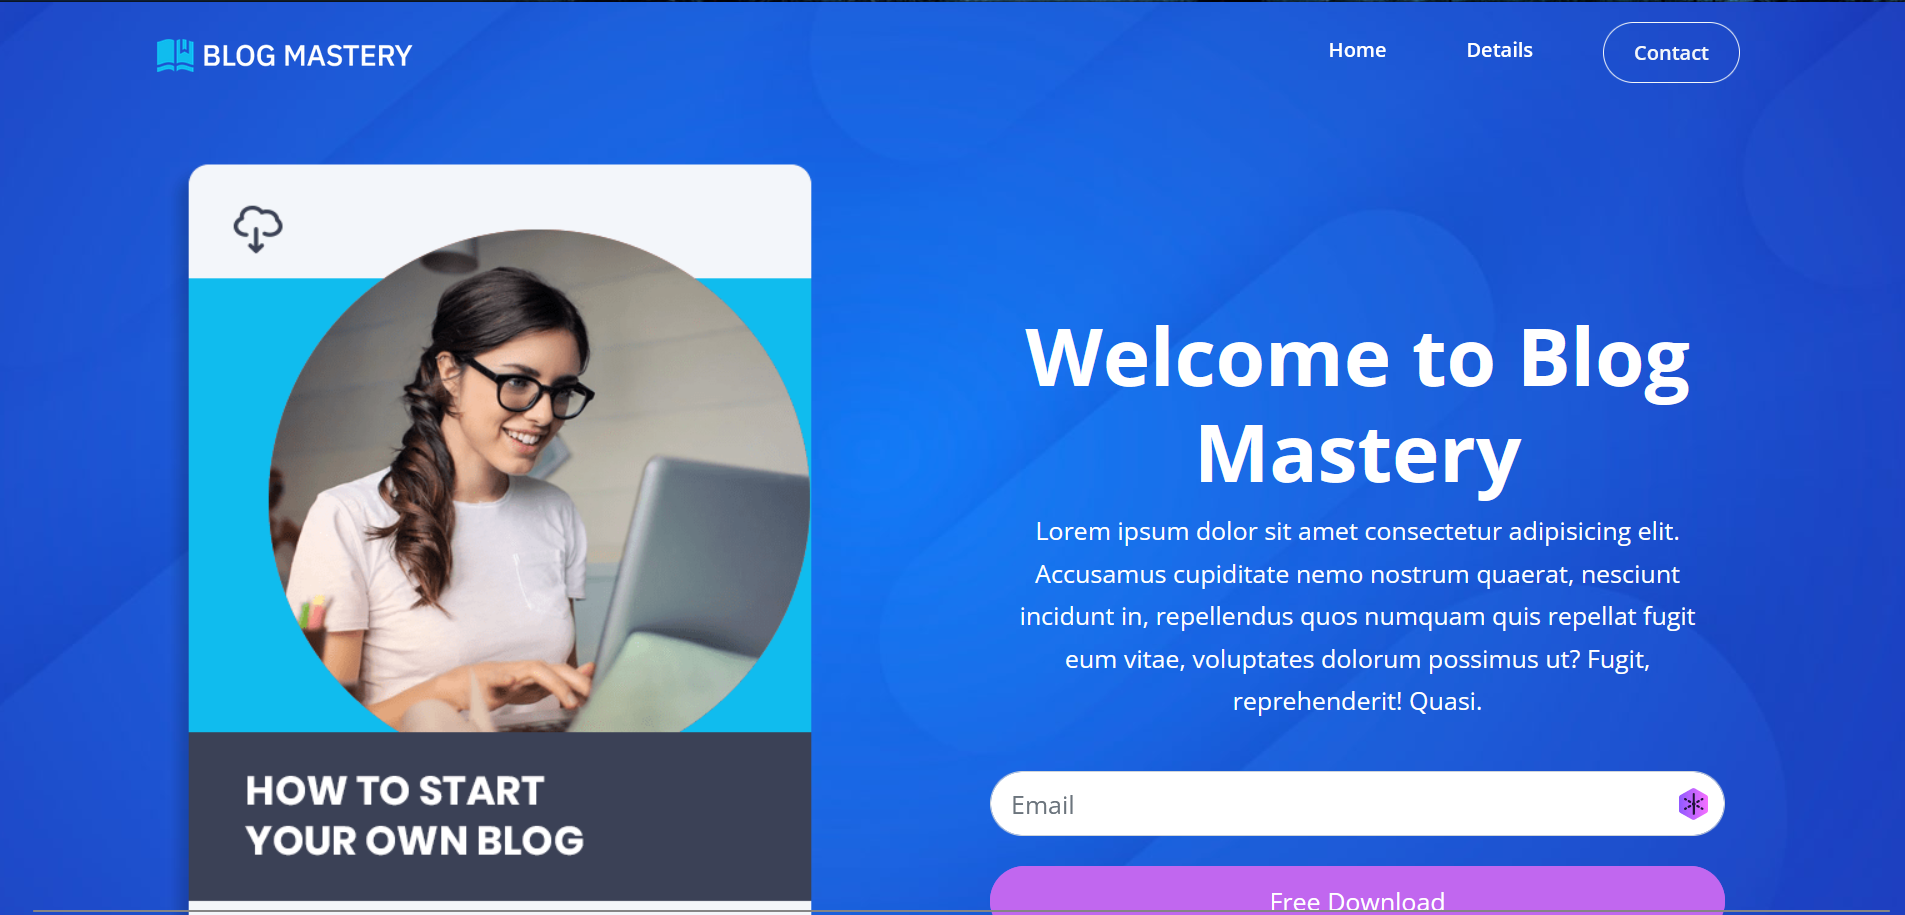 BLOG MASTERY
Home
Details
Contact
HOW TO START
YOUR OWN BLOG
Welcome to Blog
Mastery
Lorem ipsum dolor sit amet consectetur adipisicing elit.
Accusamus cupiditate nemo nostrum quaerat, nesciunt
incidunt in, repellendus quos numquam quis repellat fugit
eum vitae, voluptates dolorum possimus ut? Fugit,
reprehenderit! Quasi.
Email
Free Download